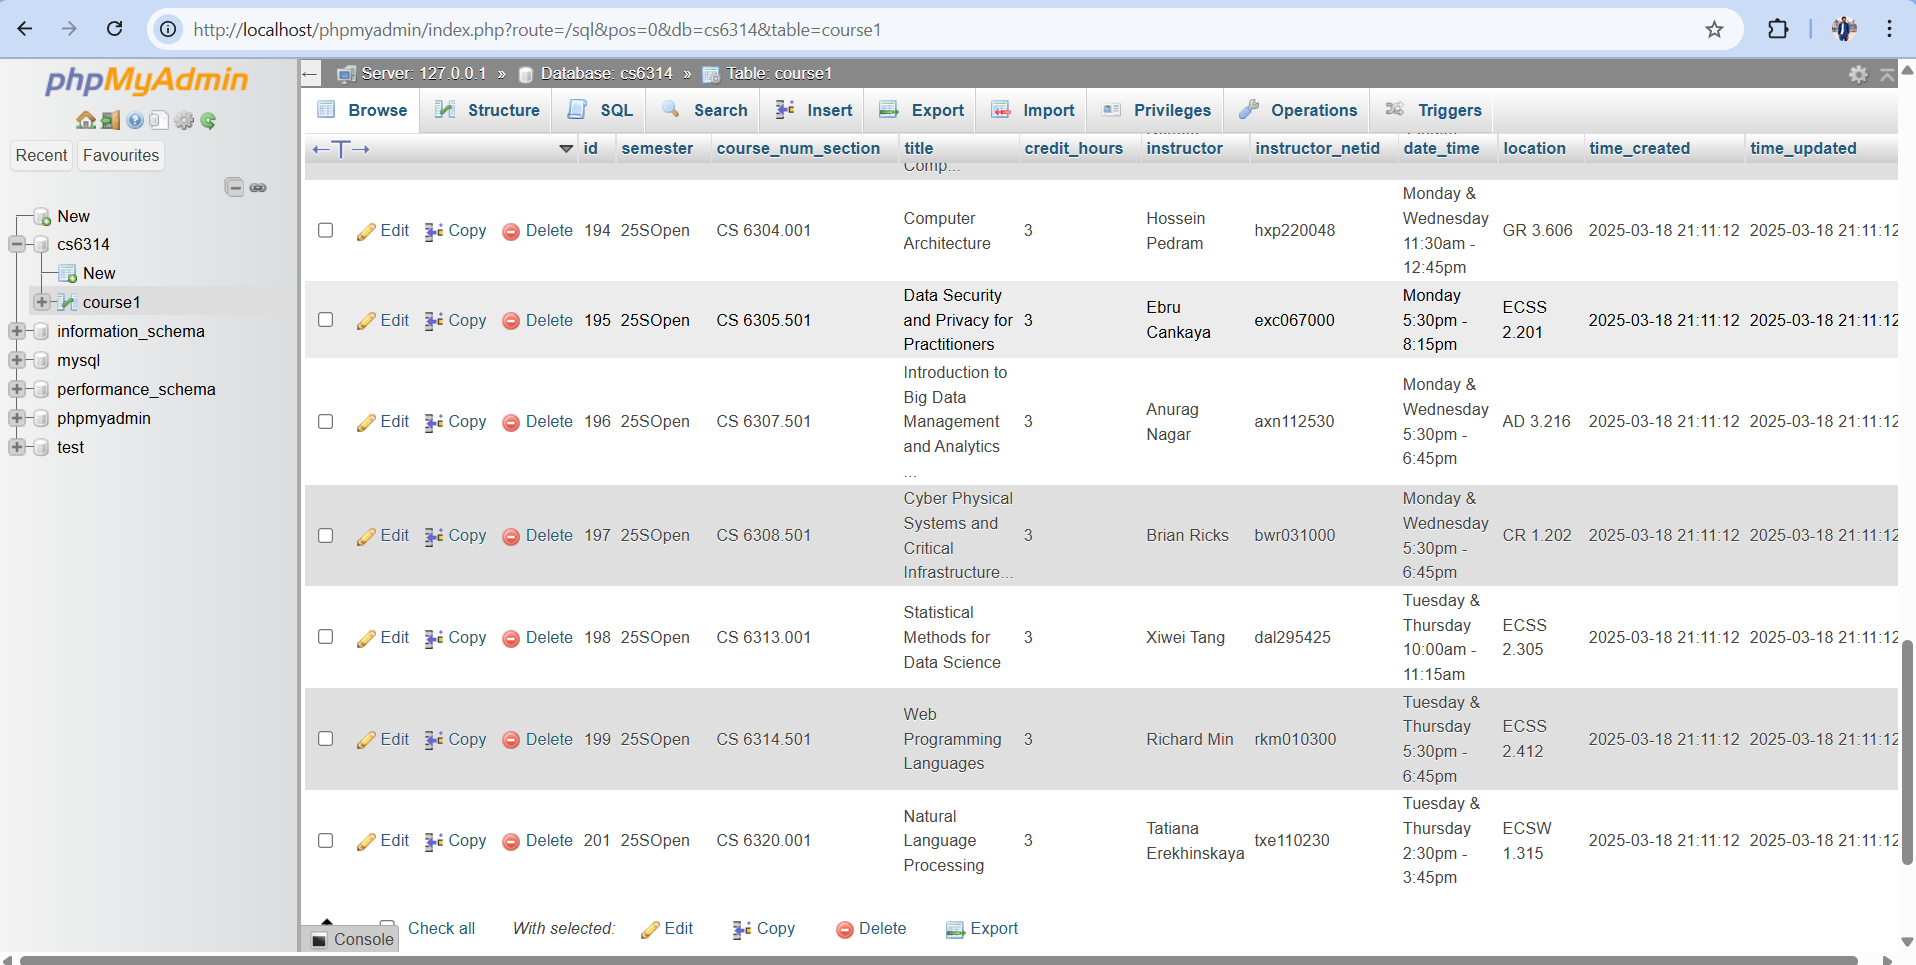 http://localhost/phpmyadmin/index.php?route=/sql&pos=0&db=cs6314&table=course1
phpMyAdmin
Recent Favourites
New
cs6314
New
course1
information_schema
mysql
performance_schema
phpmyadmin
test
Server: 127.0.0.1 » Database: cs6314 » Table: course1
Browse Structure SQL Search Insert Export Import Privileges Operations Triggers
←T→ id semester course_num_section title credit_hours instructor instructor_netid date_time location time_created time_updated
Comp...
Edit Copy Delete 194 25SOpen CS 6304.001 Computer Architecture 3 Hossein Pedram hxp220048 Monday & Wednesday 11:30am - 12:45pm GR 3.606 2025-03-18 21:11:12 2025-03-18 21:11:12
Edit Copy Delete 195 25SOpen CS 6305.501 Data Security and Privacy for Practitioners 3 Ebru Cankaya exc067000 Monday 5:30pm - 8:15pm ECSS 2.201 2025-03-18 21:11:12 2025-03-18 21:11:12
Edit Copy Delete 196 25SOpen CS 6307.501 Introduction to Big Data Management and Analytics ... 3 Anurag Nagar axn112530 Monday & Wednesday 5:30pm - 6:45pm AD 3.216 2025-03-18 21:11:12 2025-03-18 21:11:12
Edit Copy Delete 197 25SOpen CS 6308.501 Cyber Physical Systems and Critical Infrastructure... 3 Brian Ricks bwr031000 Monday & Wednesday 5:30pm - 6:45pm CR 1.202 2025-03-18 21:11:12 2025-03-18 21:11:12
Edit Copy Delete 198 25SOpen CS 6313.001 Statistical Methods for Data Science 3 Xiwei Tang dal295425 Tuesday & Thursday 10:00am - 11:15am ECSS 2.305 2025-03-18 21:11:12 2025-03-18 21:11:12
Edit Copy Delete 199 25SOpen CS 6314.501 Web Programming Languages 3 Richard Min rkm010300 Tuesday & Thursday 5:30pm - 6:45pm ECSS 2.412 2025-03-18 21:11:12 2025-03-18 21:11:12
Edit Copy Delete 201 25SOpen CS 6320.001 Natural Language Processing 3 Tatiana Erekhinskaya txe110230 Tuesday & Thursday 2:30pm - 3:45pm ECSW 1.315 2025-03-18 21:11:12 2025-03-18 21:11:12
Check all With selected: Edit Copy Delete Export
Console